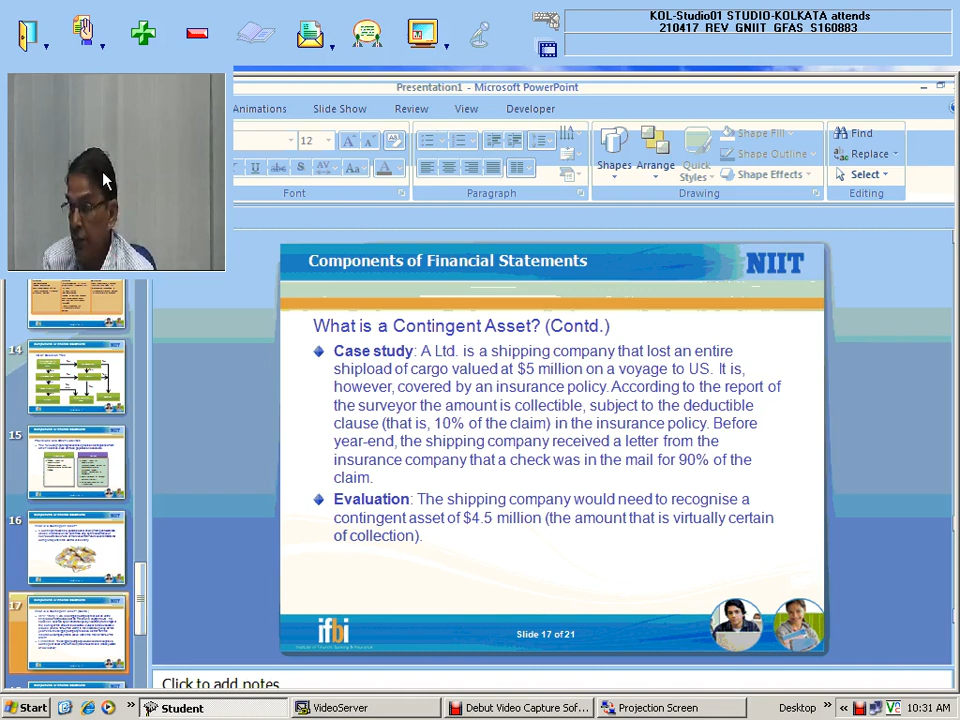 KOL-Studio01 STUDIO-KOLKATA attends
210417_REV_GNIIT_GFAS_S160883
Presentation1 - Microsoft PowerPoint
Animations Slide Show Review View Developer
12
Shapes Arrange Quick Styles
Shape Fill
Shape Outline
Shape Effects
Find
Replace
Select
Font Paragraph Drawing Editing
Components of Financial Statements
NIIT
What is a Contingent Asset? (Contd.)
Case study: A Ltd. is a shipping company that lost an entire
shipload of cargo valued at $5 million on a voyage to US. It is,
however, covered by an insurance policy. According to the report of
the surveyor the amount is collectible, subject to the deductible
clause (that is, 10% of the claim) in the insurance policy. Before
year-end, the shipping company received a letter from the
insurance company that a check was in the mail for 90% of the
claim.
Evaluation: The shipping company would need to recognise a
contingent asset of $4.5 million (the amount that is virtually certain
of collection).
ifbi
Institute of Finance Banking & Insurance
Slide 17 of 21
14
15
16
17
Click to add notes
Start Student VideoServer Debut Video Capture Sof... Projection Screen Desktop 10:31 AM